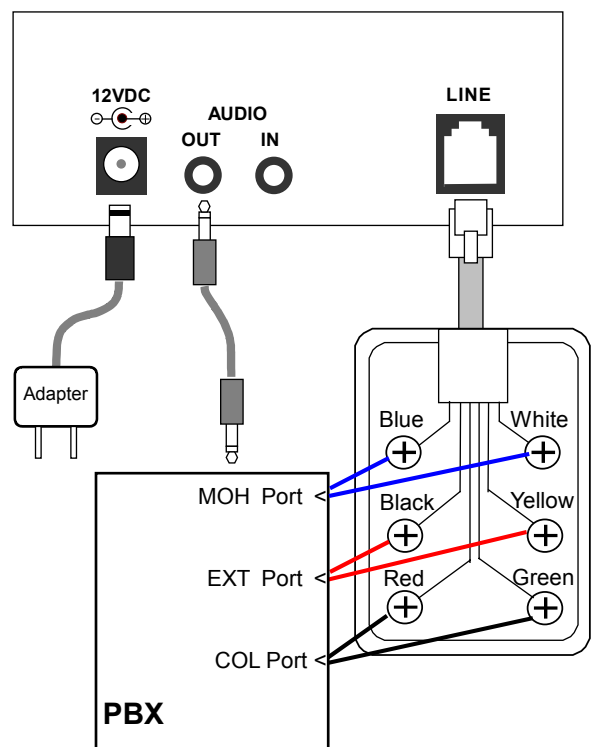 12VDC
AUDIO
OUT IN
LINE
Adapter
Blue White
MOH Port <
Black Yellow
EXT Port <
Red Green
COL Port <
PBX